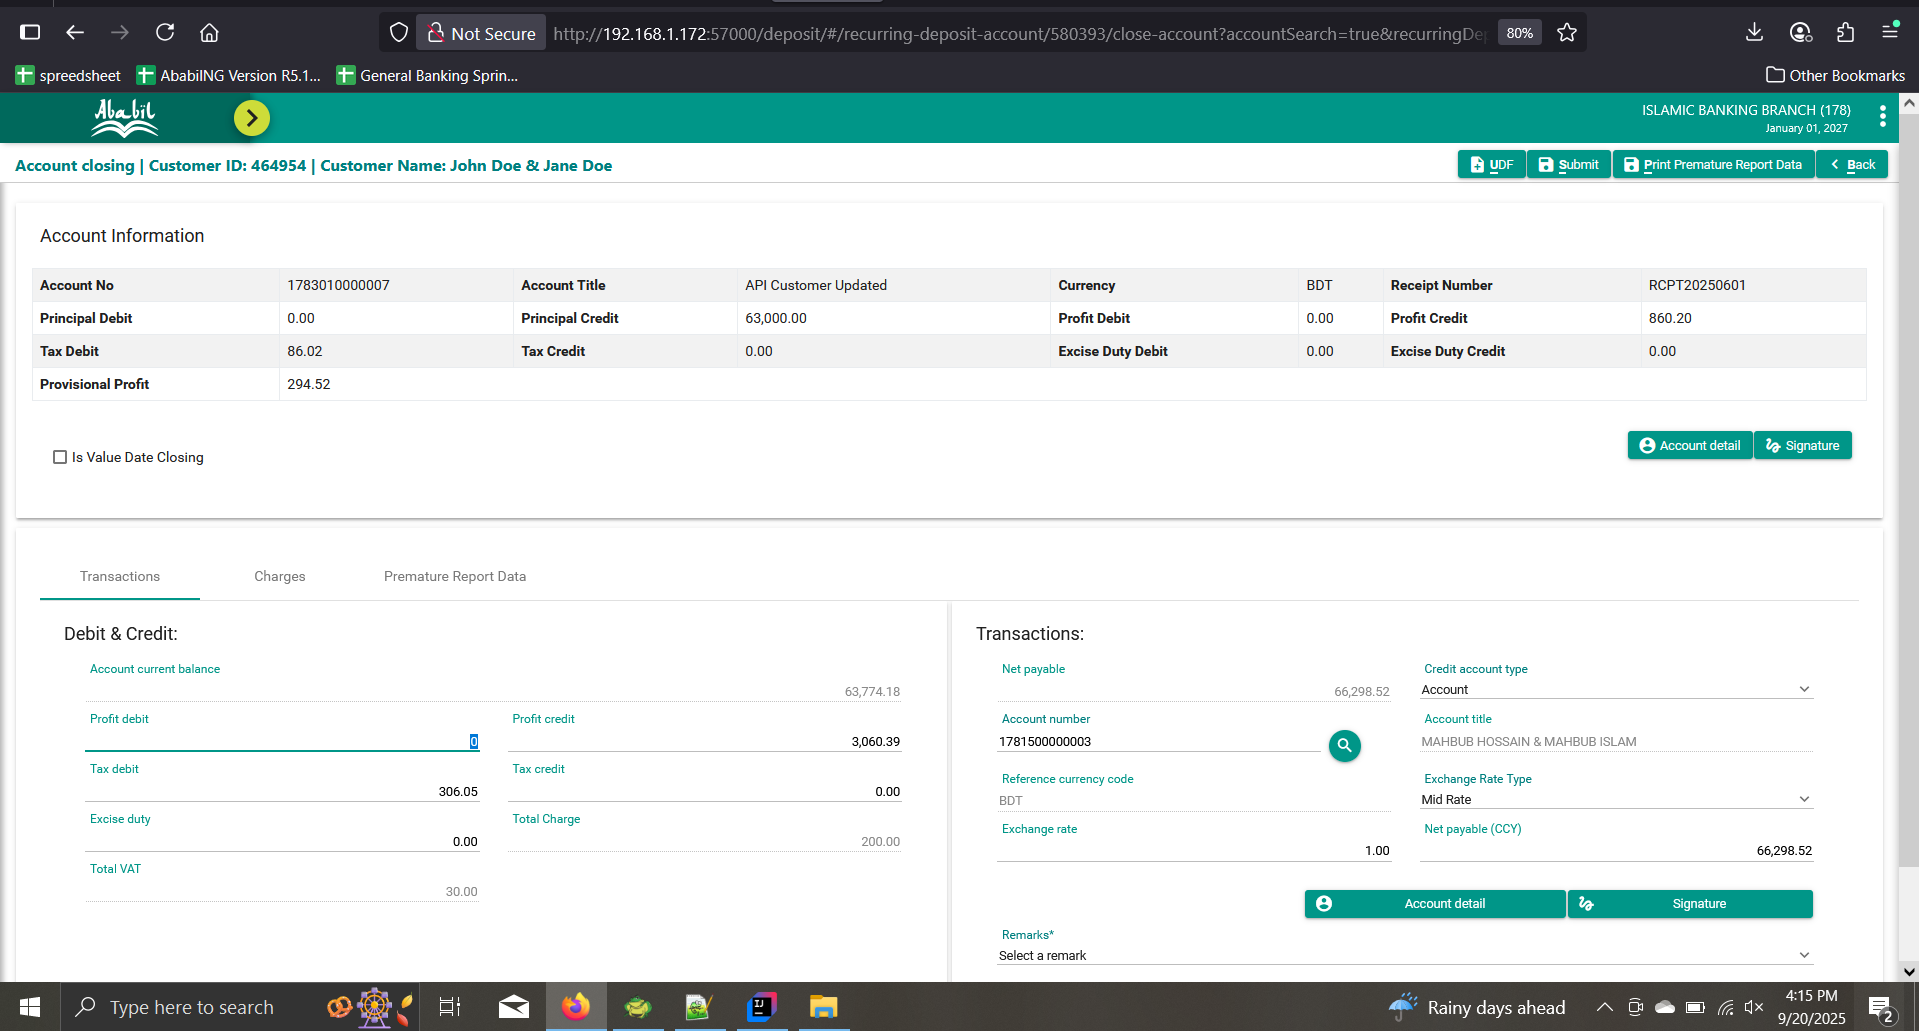 Not Secure
http://192.168.1.172:57000/deposit/#/recurring-deposit-account/580393/close-account?accountSearch=true&recurringDe
80%
spreedsheet
AbabilNG Version R5.1...
General Banking Sprin...
Other Bookmarks
Ababil
ISLAMIC BANKING BRANCH (178)
January 01, 2027
Account closing | Customer ID: 464954 | Customer Name: John Doe & Jane Doe
UDF
Submit
Print Premature Report Data
Back
Account Information
Account No 1783010000007 Account Title API Customer Updated Currency BDT Receipt Number RCPT20250601
Principal Debit 0.00 Principal Credit 63,000.00 Profit Debit 0.00 Profit Credit 860.20
Tax Debit 86.02 Tax Credit 0.00 Excise Duty Debit 0.00 Excise Duty Credit 0.00
Provisional Profit 294.52
Is Value Date Closing
Account detail
Signature
Transactions
Charges
Premature Report Data
Debit & Credit:
Account current balance
63,774.18
Profit debit
0
Profit credit
3,060.39
Tax debit
306.05
Tax credit
0.00
Excise duty
0.00
Total Charge
200.00
Total VAT
30.00
Transactions:
Net payable
66,298.52
Credit account type
Account
Account number
1781500000003
Account title
MAHBUB HOSSAIN & MAHBUB ISLAM
Reference currency code
BDT
Exchange Rate Type
Mid Rate
Exchange rate
1.00
Net payable (CCY)
66,298.52
Account detail
Signature
Remarks*
Select a remark
Type here to search
IJ
Rainy days ahead
4:15 PM
9/20/2025
2